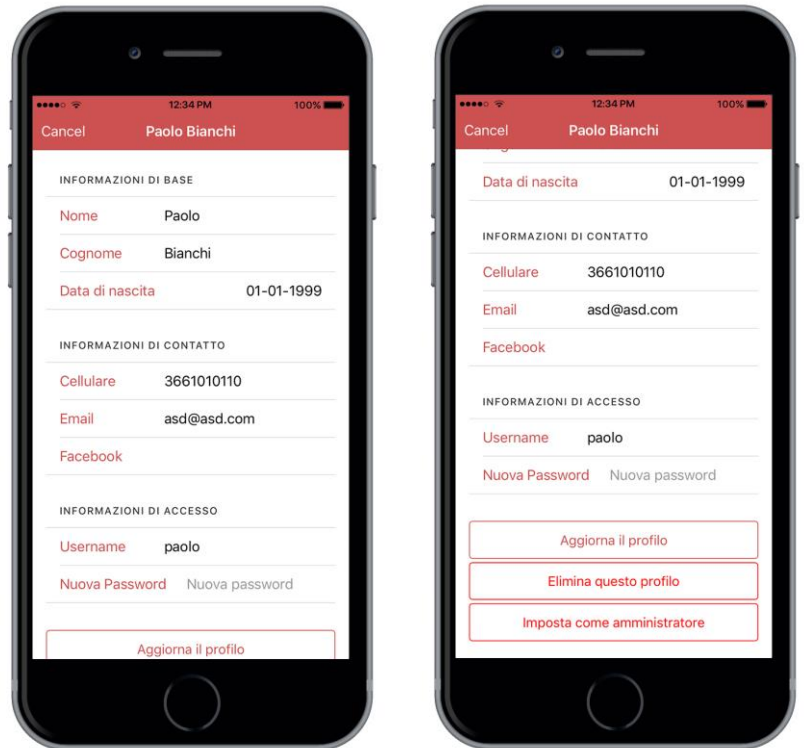 12:34 PM 100%
Cancel Paolo Bianchi
INFORMAZIONI DI BASE
Nome Paolo
Cognome Bianchi
Data di nascita 01-01-1999
INFORMAZIONI DI CONTATTO
Cellulare 3661010110
Email asd@asd.com
Facebook
INFORMAZIONI DI ACCESSO
Username paolo
Nuova Password Nuova password
Aggiorna il profilo
12:34 PM 100%
Cancel Paolo Bianchi
Data di nascita 01-01-1999
INFORMAZIONI DI CONTATTO
Cellulare 3661010110
Email asd@asd.com
Facebook
INFORMAZIONI DI ACCESSO
Username paolo
Nuova Password Nuova password
Aggiorna il profilo
Elimina questo profilo
Imposta come amministratore